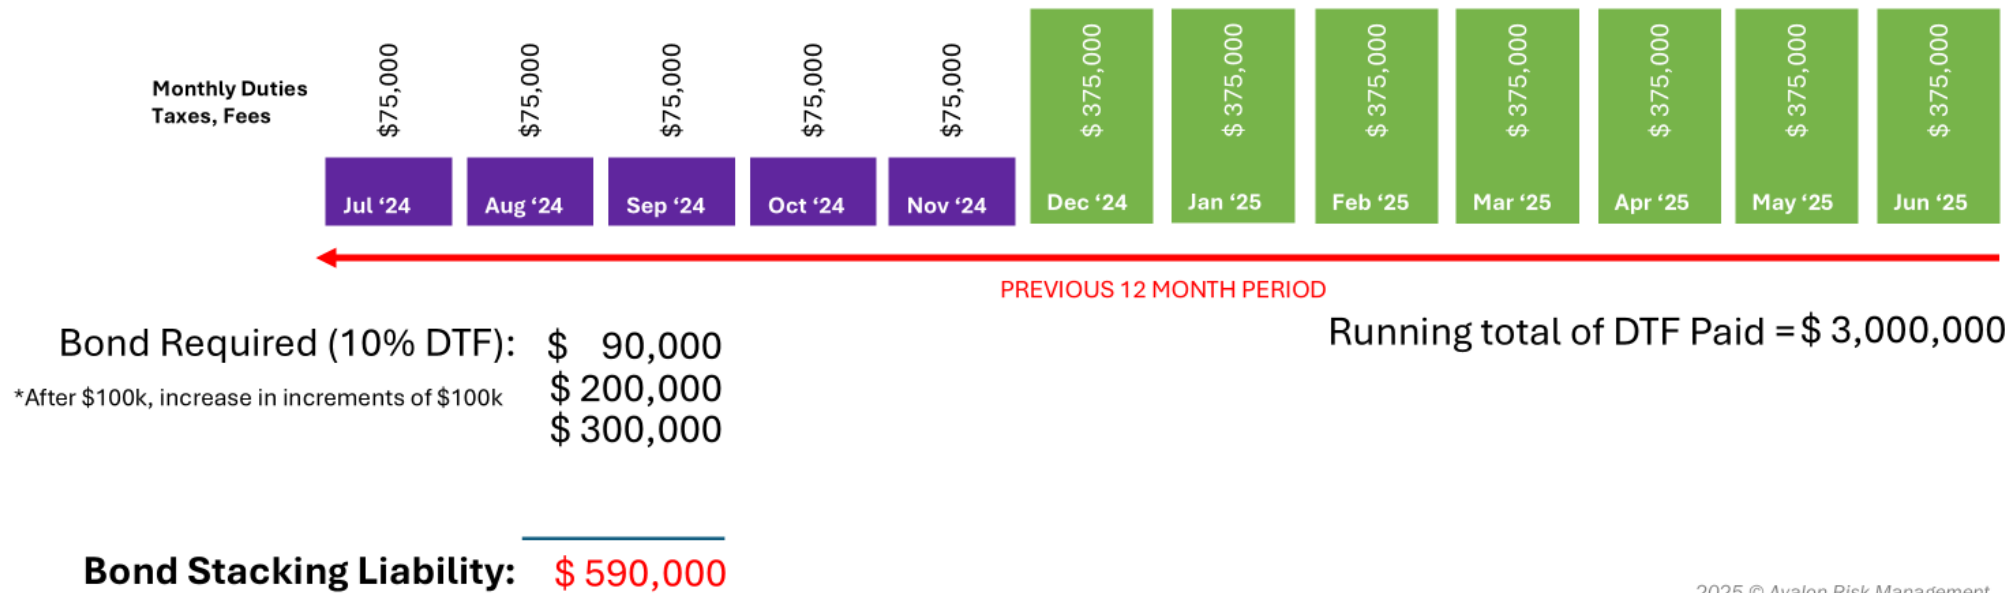 Monthly Duties
Taxes, Fees
$75,000
$75,000
$75,000
$75,000
$75,000
$ 375,000
$ 375,000
$ 375,000
$ 375,000
$ 375,000
$ 375,000
$ 375,000
Jul ‘24
Aug ‘24
Sep ‘24
Oct ‘24
Nov ‘24
Dec ‘24
Jan ‘25
Feb ‘25
Mar ‘25
Apr ‘25
May ‘25
Jun ‘25
PREVIOUS 12 MONTH PERIOD
Running total of DTF Paid = $ 3,000,000
Bond Required (10% DTF): $ 90,000
*After $100k, increase in increments of $100k
$ 200,000
$ 300,000
Bond Stacking Liability: $ 590,000
2025 © Avalon Risk Management